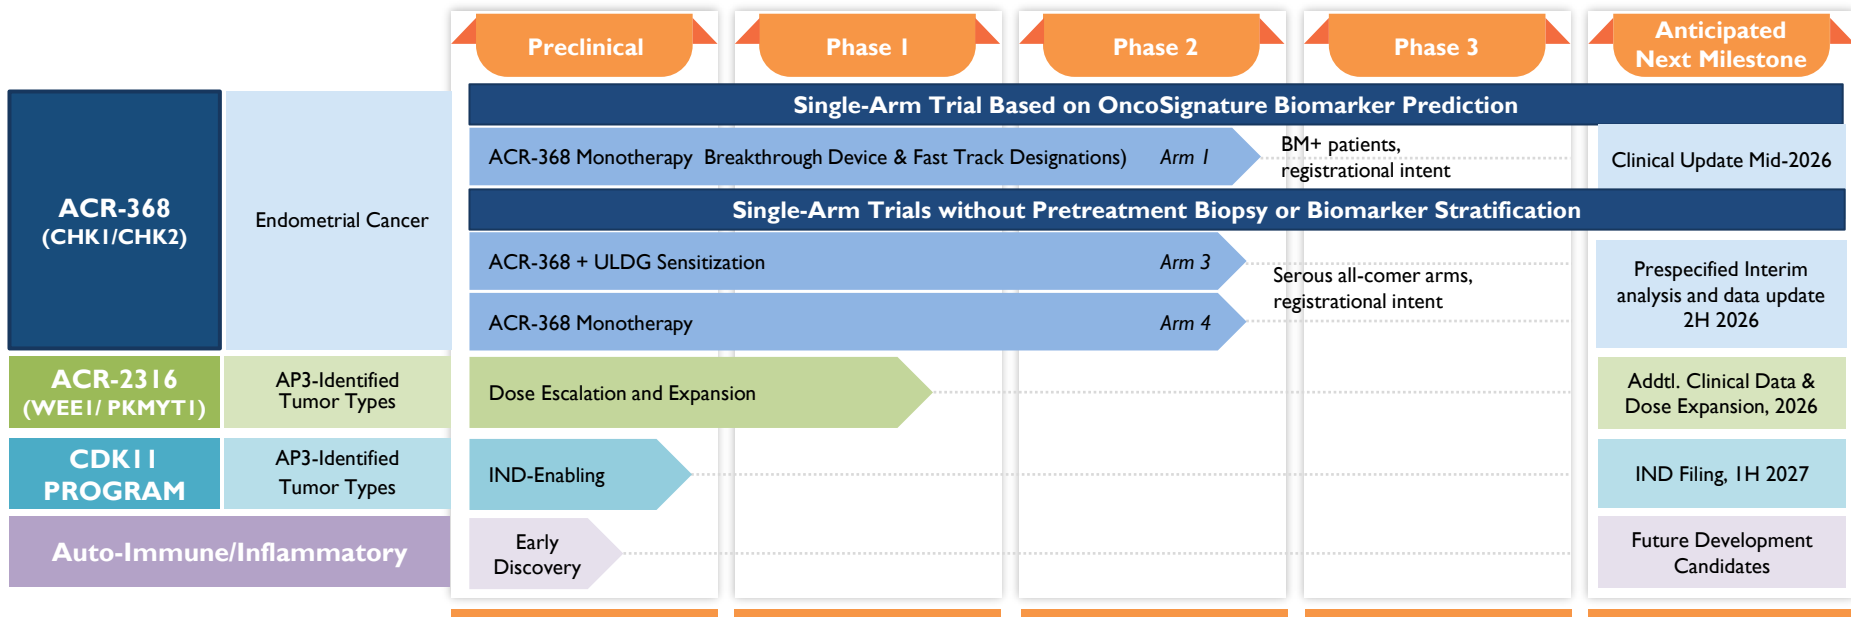 Preclinical
Phase 1
Phase 2
Phase 3
Anticipated
Next Milestone
Single-Arm Trial Based on OncoSignature Biomarker Prediction
ACR-368
(CHK1/CHK2)
Endometrial Cancer
ACR-368 Monotherapy Breakthrough Device & Fast Track Designations)
Arm 1
BM+ patients,
registrational intent
Clinical Update Mid-2026
Single-Arm Trials without Pretreatment Biopsy or Biomarker Stratification
ACR-368 + ULDG Sensitization
Arm 3
Serous all-comer arms,
registrational intent
ACR-368 Monotherapy
Arm 4
Prespecified Interim
analysis and data update
2H 2026
ACR-2316
(WEE1/ PKMYT1)
AP3-Identified
Tumor Types
Dose Escalation and Expansion
Addtl. Clinical Data &
Dose Expansion, 2026
CDK11
PROGRAM
AP3-Identified
Tumor Types
IND-Enabling
IND Filing, 1H 2027
Auto-Immune/Inflammatory
Early
Discovery
Future Development
Candidates